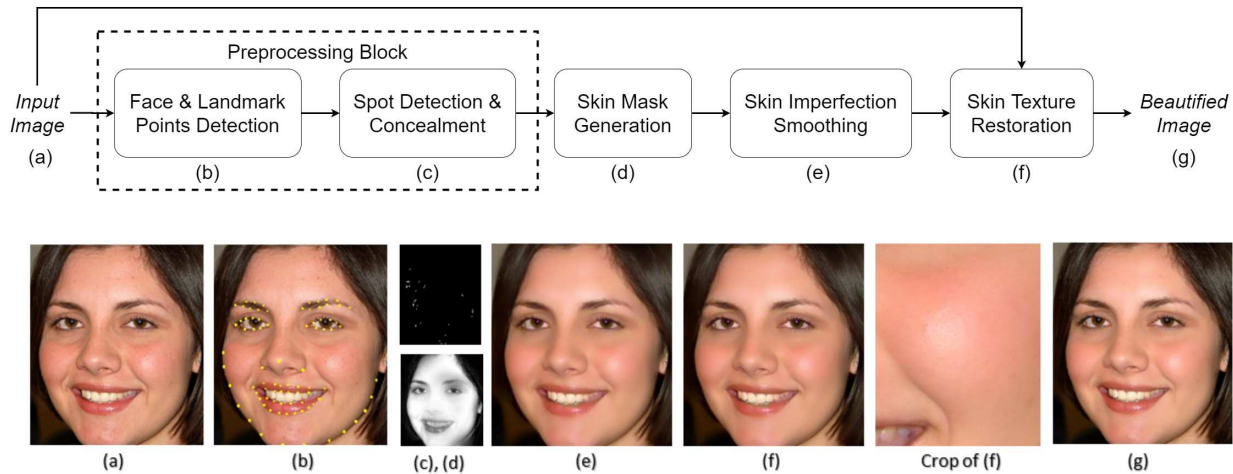 Preprocessing Block
Input
Image
(a)
Face & Landmark
Points Detection
(b)
Spot Detection &
Concealment
(c)
Skin Mask
Generation
(d)
Skin Imperfection
Smoothing
(e)
Skin Texture
Restoration
(f)
Beautified
Image
(g)
(a)
(b)
(c), (d)
(e)
(f)
Crop of (f)
(g)